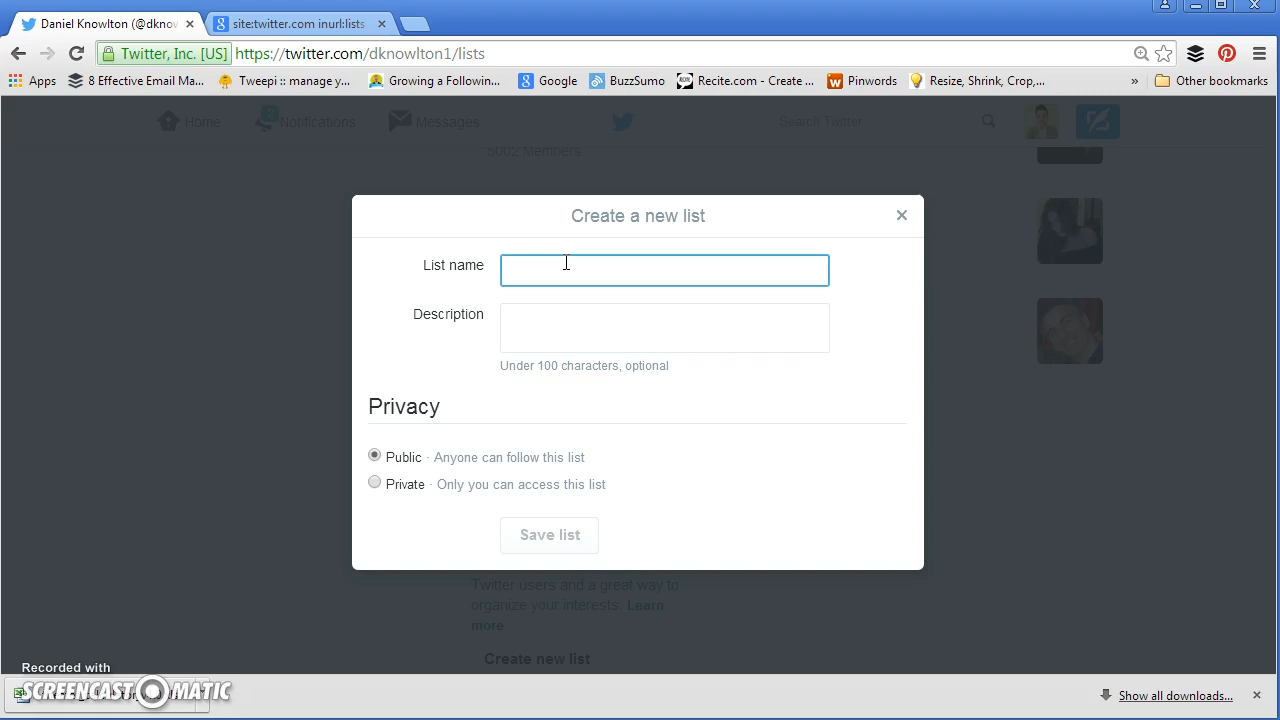 Daniel Knowlton (@dknov
site:twitter.com inurl:lists
Twitter, Inc. [US]
https://twitter.com/dknowlton1/lists
Apps
8 Effective Email Ma...
Tweepi :: manage y...
Growing a Followin...
Google
BuzzSumo
Recite.com - Create ...
Pinwords
Resize, Shrink, Crop,...
»
Other bookmarks
Home
2
Notifications
Messages
Search Twitter
5002 Members
Create a new list
List name
Description
Under 100 characters, optional
Privacy
Public · Anyone can follow this list
Private · Only you can access this list
Save list
Twitter users and a great way to
organize your interests. Learn
more
Create new list
Recorded with
SCREENCAST-O-MATIC
Show all downloads...